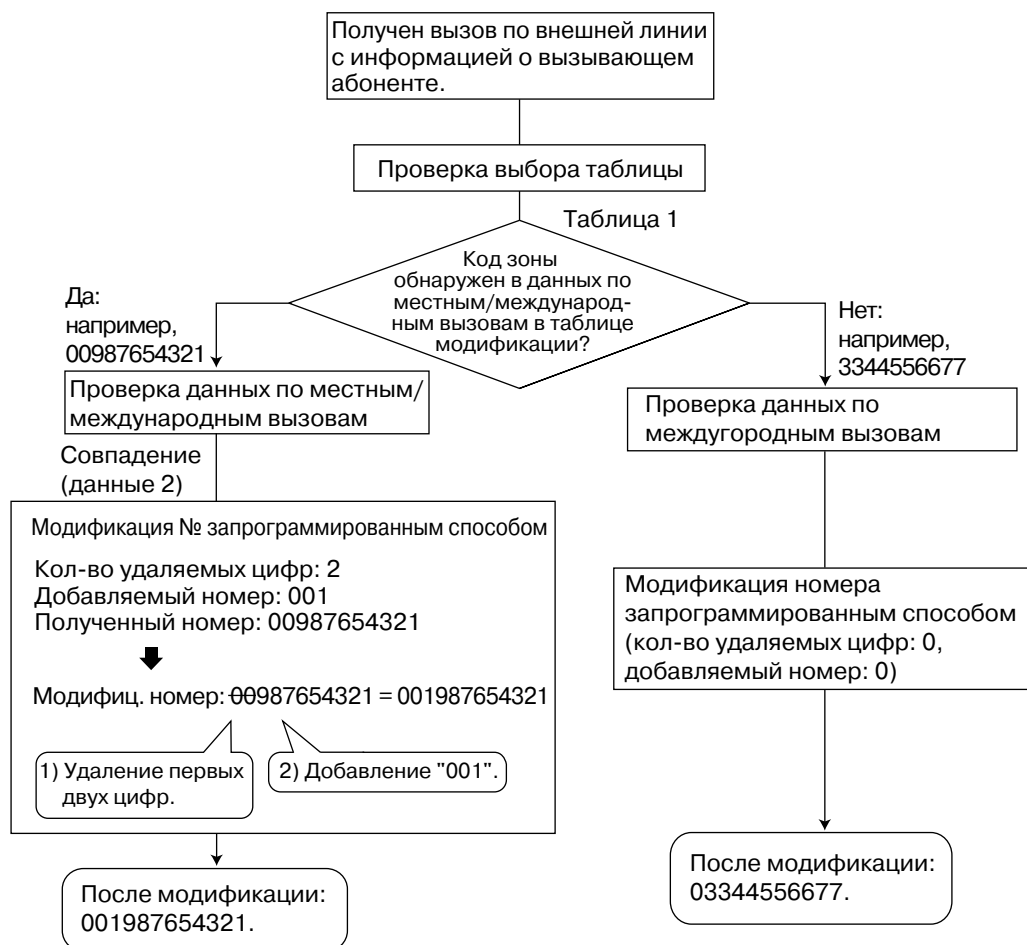 Получен вызов по внешней линии
с информацией о вызывающем
абоненте.
Проверка выбора таблицы
Таблица 1
Код зоны
обнаружен в данных по
местным/международ-
ным вызовам в таблице
модификации?
Да:
например,
00987654321
Нет:
например,
3344556677
Проверка данных по местным/
международным вызовам
Проверка данных по
междугородным вызовам
Совпадение
(данные 2)
Модификация № запрограммированным способом
Кол-во удаляемых цифр: 2
Добавляемый номер: 001
Полученный номер: 00987654321
Модифиц. номер: 00987654321 = 001987654321
1) Удаление первых
двух цифр.
2) Добавление "001".
Модификация номера
запрограммированным способом
(кол-во удаляемых цифр: 0,
добавляемый номер: 0)
После модификации:
001987654321.
После модификации:
03344556677.